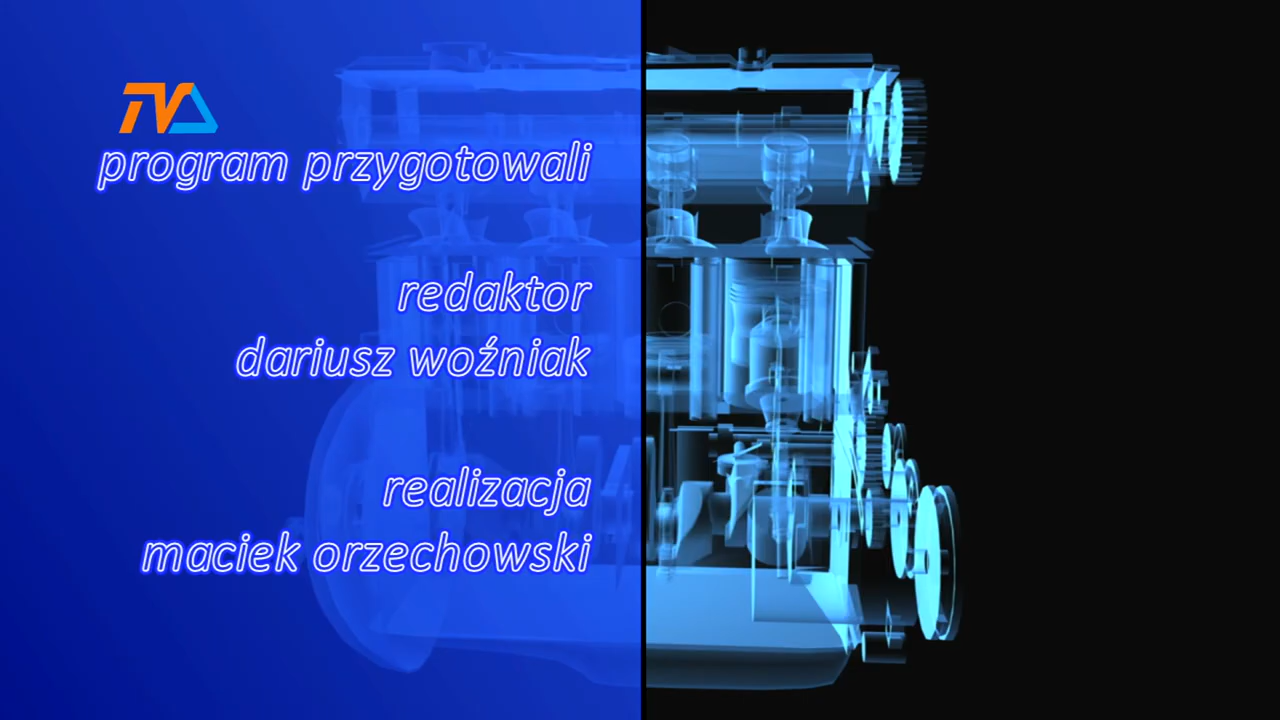 TVA
program przygotowali
redaktor
dariusz woźniak
realizacja
maciek orzechowski